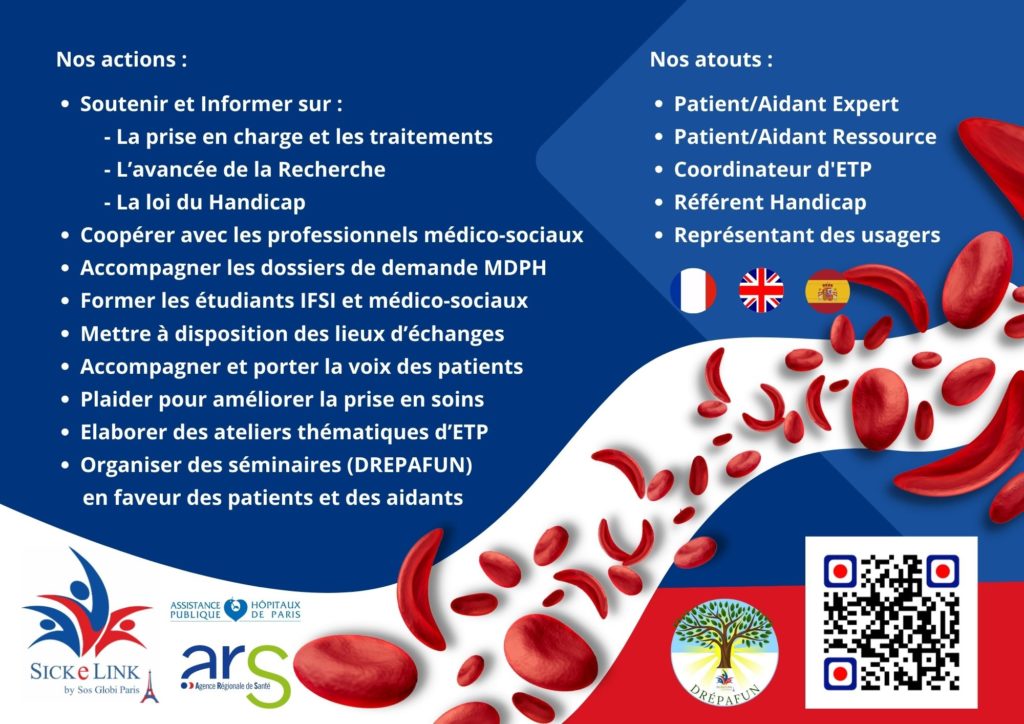 Nos actions :
• Soutenir et Informer sur :
- La prise en charge et les traitements
- L’avancée de la Recherche
- La loi du Handicap
• Coopérer avec les professionnels médico-sociaux
• Accompagner les dossiers de demande MDPH
• Former les étudiants IFSI et médico-sociaux
• Mettre à disposition des lieux d’échanges
• Accompagner et porter la voix des patients
• Plaider pour améliorer la prise en soins
• Elaborer des ateliers thématiques d’ETP
• Organiser des séminaires (DREPAFUN)
en faveur des patients et des aidants
Nos atouts :
• Patient/Aidant Expert
• Patient/Aidant Ressource
• Coordinateur d'ETP
• Référent Handicap
• Représentant des usagers
SICK e LINK
by Sos Globi Paris
ASSISTANCE HÔPITAUX
PUBLIQUE DE PARIS
ars
Agence Régionale de Santé
DRÉPAFUN